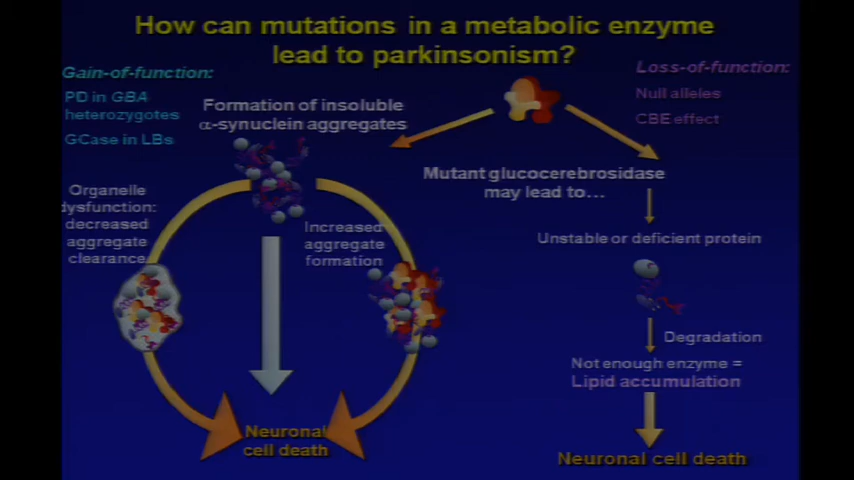 How can mutations in a metabolic enzyme
lead to parkinsonism?
Gain-of-function:
PD in GBA
heterozygotes
GCase in LBs
Formation of insoluble
α-synuclein aggregates
Organelle
dysfunction:
decreased
aggregate
clearance
Increased
aggregate
formation
Neuronal
cell death
Loss-of-function:
Null alleles
CBE effect
Mutant glucocerebrosidase
may lead to...
Unstable or deficient protein
Degradation
Not enough enzyme =
Lipid accumulation
Neuronal cell death